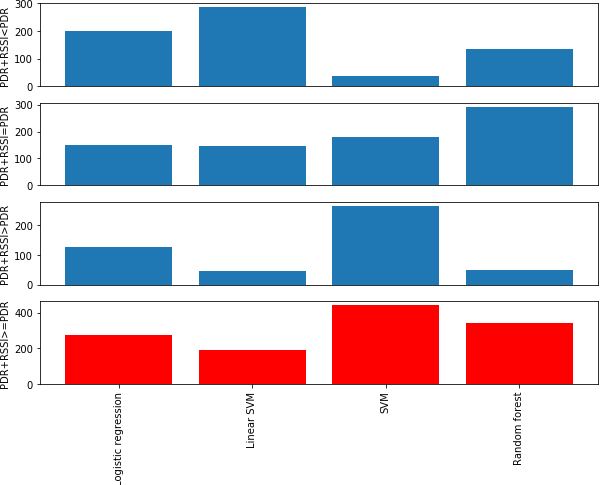 PDR+RSSI<PDR
300
200
100
0
PDR+RSSI=PDR
300
200
100
0
PDR+RSSI>PDR
200
100
0
PDR+RSSI>=PDR
400
200
0
Logistic regression
Linear SVM
SVM
Random forest